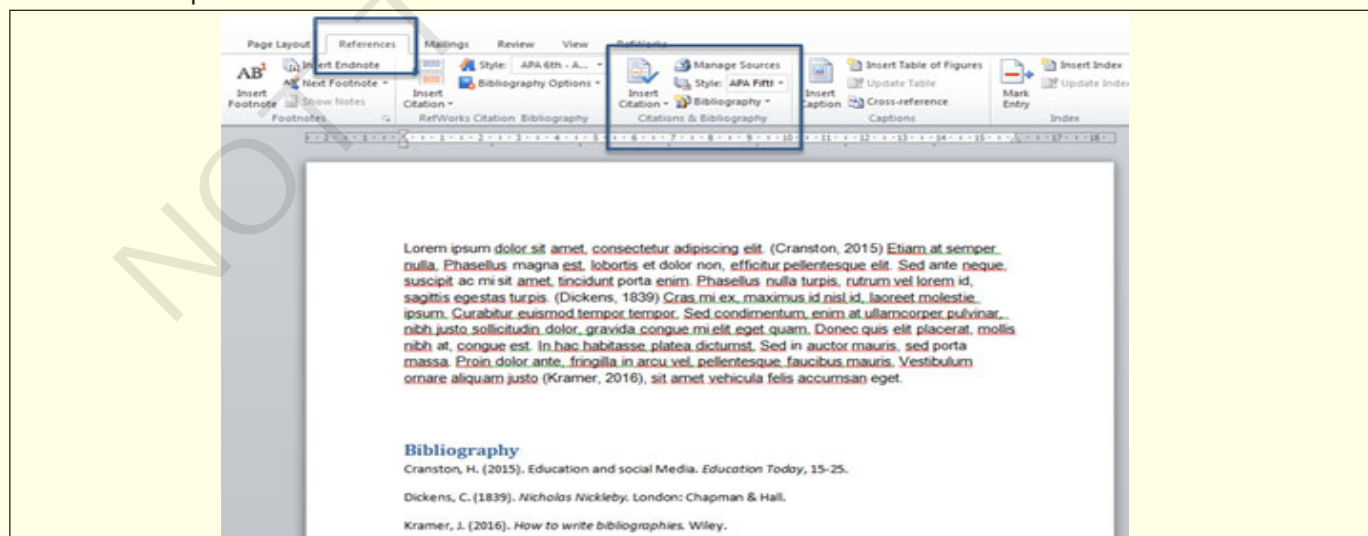 Page Layout References Mailings Review View RefWorks
AB¹ Insert Endnote Style: APA 6th - A... Manage Sources Insert Table of Figures Insert Index
Next Footnote Bibliography Options Style: APA Fifth Update Table Update Index
Insert Footnote Show Notes Insert Citation Insert Citation Bibliography Insert Caption Cross-reference Mark Entry
Footnotes RefWorks Citation Bibliography Citations & Bibliography Captions Index
Lorem ipsum dolor sit amet, consectetur adipiscing elit. (Cranston, 2015) Etiam at semper
nulla. Phasellus magna est, lobortis et dolor non, efficitur pellentesque elit. Sed ante neque,
suscipit ac mi sit amet, tincidunt porta enim. Phasellus nulla turpis, rutrum vel lorem id,
sagittis egestas turpis. (Dickens, 1839) Cras mi ex, maximus id nisl id, laoreet molestie
ipsum. Curabitur euismod tempor tempor. Sed condimentum, enim at ullamcorper pulvinar,
nibh justo sollicitudin dolor, gravida congue mi elit eget quam. Donec quis elit placerat, mollis
nibh at, congue est. In hac habitasse platea dictumst. Sed in auctor mauris, sed porta
massa. Proin dolor ante, fringilla in arcu vel, pellentesque faucibus mauris. Vestibulum
ornare aliquam justo (Kramer, 2016), sit amet vehicula felis accumsan eget.
Bibliography
Cranston, H. (2015). Education and social Media. Education Today, 15-25.
Dickens, C. (1839). Nicholas Nickleby. London: Chapman & Hall.
Kramer, J. (2016). How to write bibliographies. Wiley.